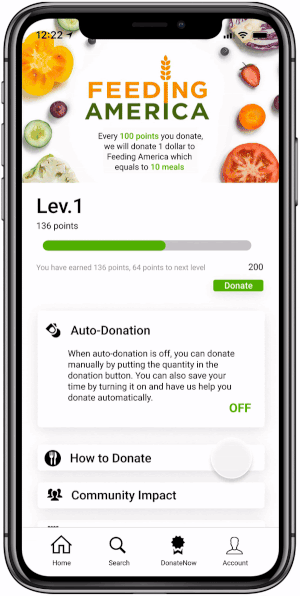 12:22
FEEDING
AMERICA
Every 100 points you donate,
we will donate 1 dollar to
Feeding America which
equals to 10 meals
Lev.1
136 points
You have earned 136 points, 64 points to next level
200
Donate
Auto-Donation
When auto-donation is off, you can donate
manually by putting the quantity in the
donation button. You can also save your
time by turning it on and have us help you
donate automatically.
OFF
How to Donate
Community Impact
Home
Search
DonateNow
Account